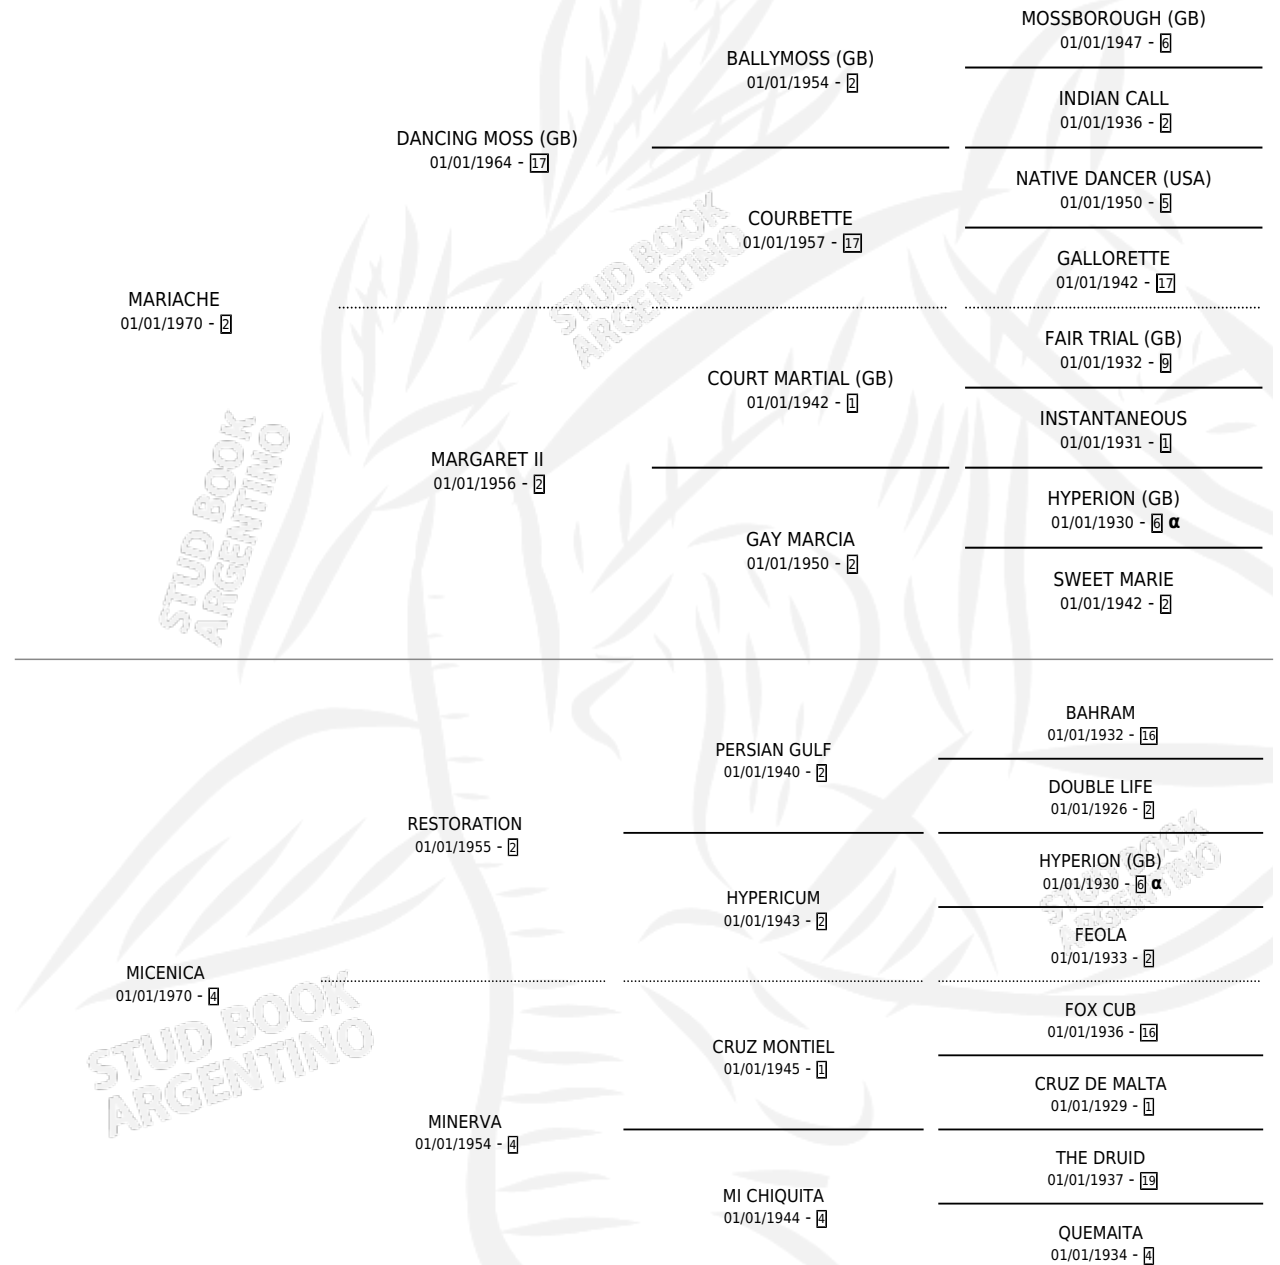 MOSSBOROUGH (GB)
01/01/1947 - 6
BALLYMOSS (GB)
01/01/1954 - 2
INDIAN CALL
01/01/1936 - 2
DANCING MOSS (GB)
01/01/1964 - 17
NATIVE DANCER (USA)
01/01/1950 - 5
COURBETTE
01/01/1957 - 17
GALLORETTE
01/01/1942 - 17
MARIACHE
01/01/1970 - 2
FAIR TRIAL (GB)
01/01/1932 - 9
COURT MARTIAL (GB)
01/01/1942 - 1
INSTANTANEOUS
01/01/1931 - 1
MARGARET II
01/01/1956 - 2
HYPERION (GB)
01/01/1930 - 6 α
GAY MARCIA
01/01/1950 - 2
SWEET MARIE
01/01/1942 - 2
BAHRAM
01/01/1932 - 16
PERSIAN GULF
01/01/1940 - 2
DOUBLE LIFE
01/01/1926 - 2
RESTORATION
01/01/1955 - 2
HYPERION (GB)
01/01/1930 - 6 α
HYPERICUM
01/01/1943 - 2
FEOLA
01/01/1933 - 2
MICENICA
01/01/1970 - 4
FOX CUB
01/01/1936 - 16
CRUZ MONTIEL
01/01/1945 - 1
CRUZ DE MALTA
01/01/1929 - 1
MINERVA
01/01/1954 - 4
THE DRUID
01/01/1937 - 19
MI CHIQUITA
01/01/1944 - 4
QUEMAITA
01/01/1934 - 4
STUD BOOK
ARGENTINO
STUD BOOK
ARGENTINO
STUD BOOK
ARGENTINO
STUD BOOK
ARGENTINO